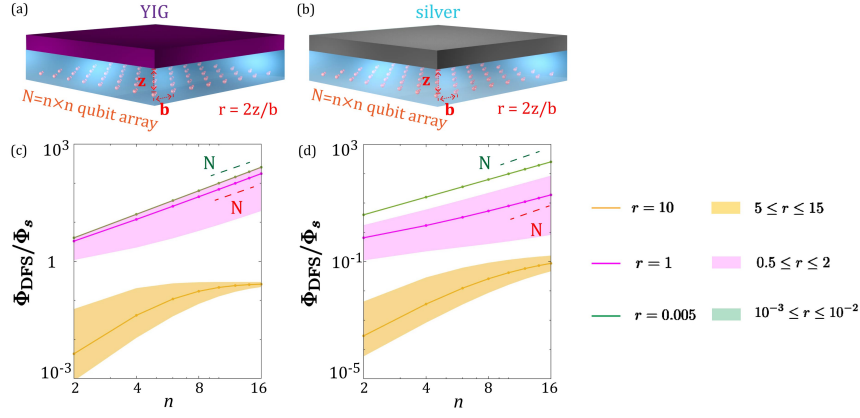 (a)
YIG
z
b
N=n×n qubit array
r = 2z/b
(b)
silver
z
b
N=n×n qubit array
r = 2z/b
(c)
Φ_DFS/Φ_s
10³
1
10⁻³
2
4
8
16
n
N
N
(d)
Φ_DFS/Φ_s
10³
10⁻¹
10⁻⁵
2
4
8
16
n
N
N
r = 10
5 ≤ r ≤ 15
r = 1
0.5 ≤ r ≤ 2
r = 0.005
10⁻³ ≤ r ≤ 10⁻²